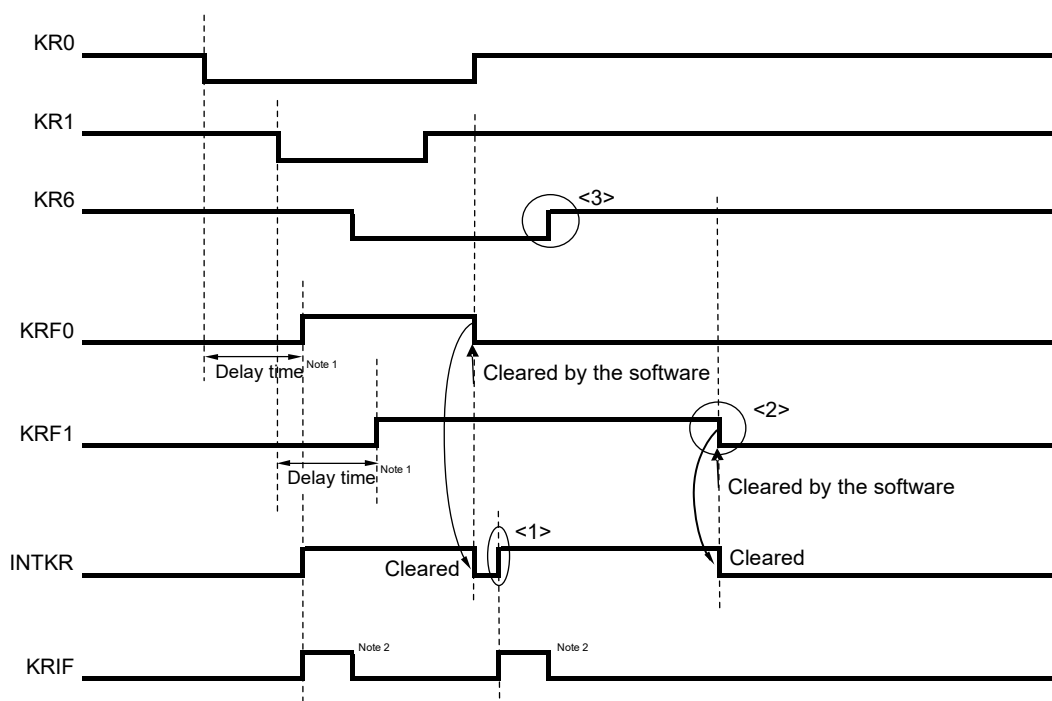 KR0
KR1
KR6
<3>
KRF0
Delay time Note 1
Cleared by the software
KRF1
<2>
Delay time Note 1
Cleared by the software
INTKR
Cleared
<1>
Cleared
KRIF
Note 2
Note 2